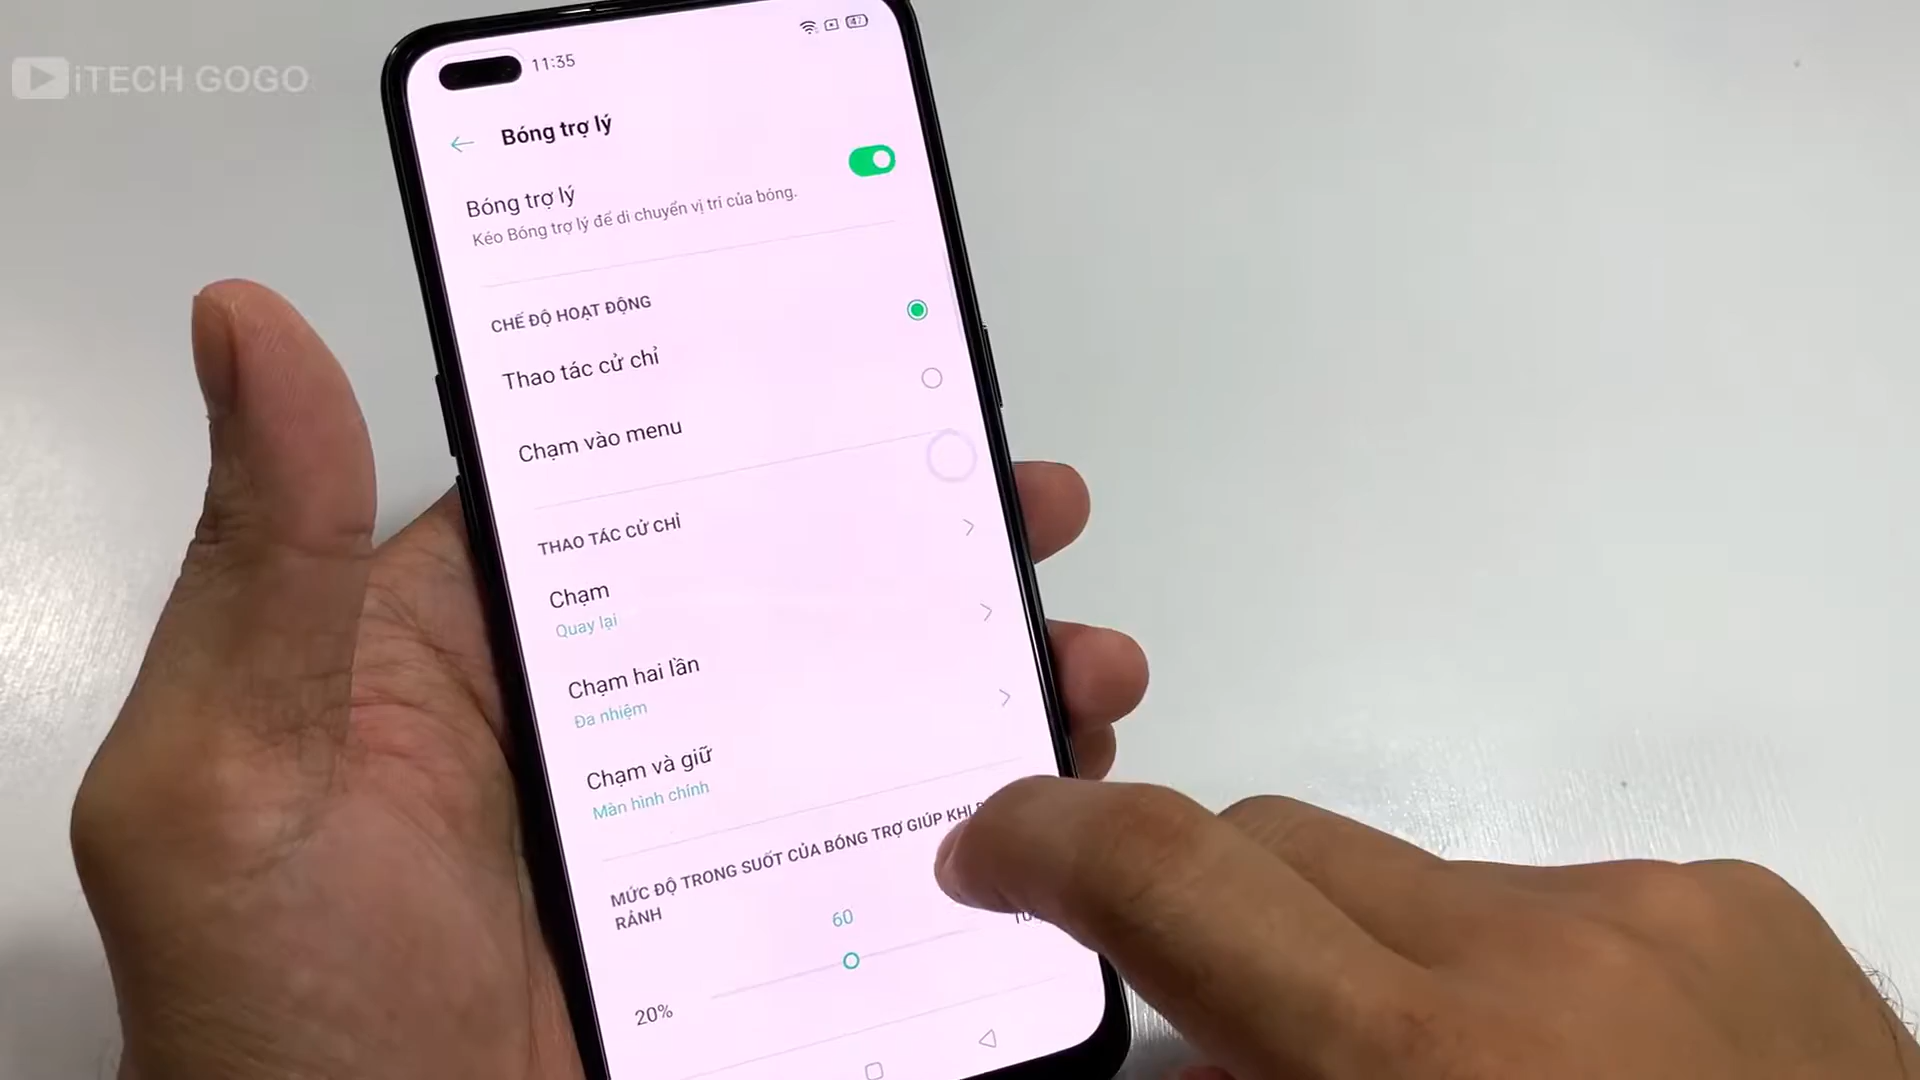 iTECH GOGO
11:35
47
Bóng trợ lý
Bóng trợ lý
Kéo Bóng trợ lý để di chuyển vị trí của bóng.
CHẾ ĐỘ HOẠT ĐỘNG
Thao tác cử chỉ
Chạm vào menu
THAO TÁC CỬ CHỈ
Chạm
Quay lại
Chạm hai lần
Đa nhiệm
Chạm và giữ
Màn hình chính
MỨC ĐỘ TRONG SUỐT CỦA BÓNG TRỢ GIÚP KHI
RẢNH
60
20%